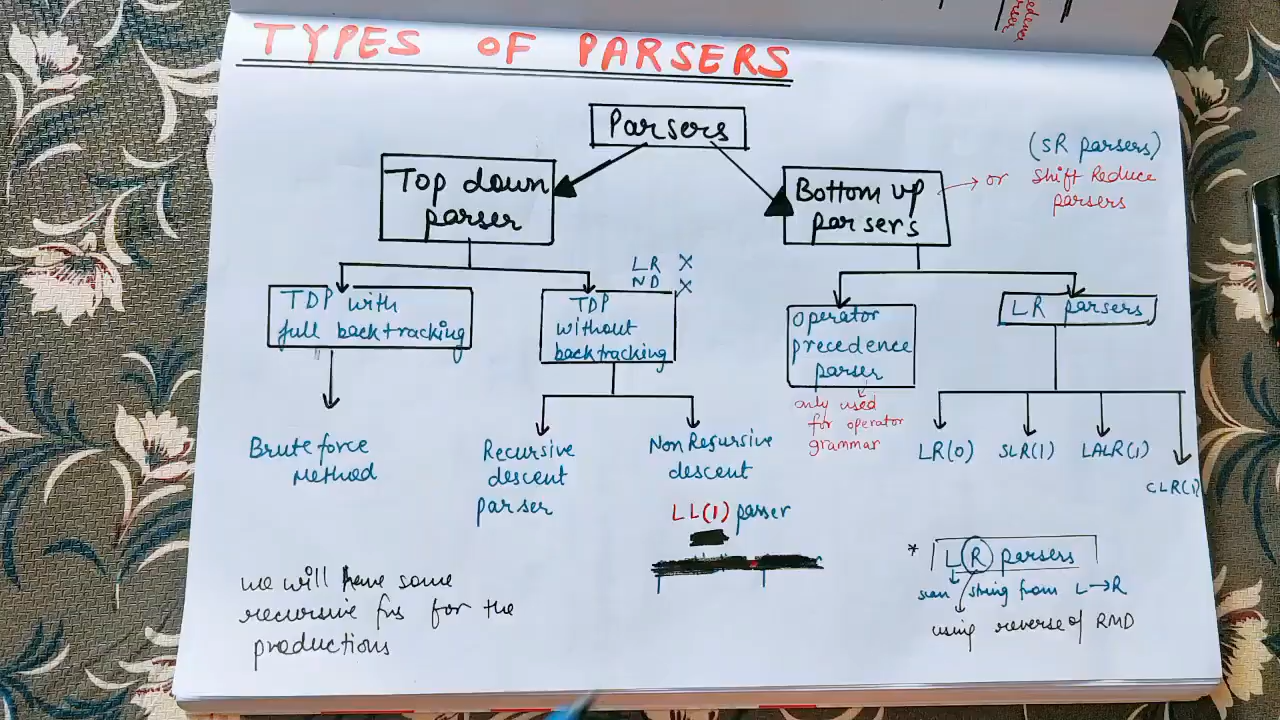 TYPES OF PARSERS
Parsers
(SR parsers)
Top down
parser
Bottom up
parsers
or Shift Reduce
parsers
LR X
ND X
TDP with
full backtracking
TDP
without
backtracking
operator
precedence
parser
LR parsers
only used
for operator
grammar
Brute force
Method
Recursive
descent
parser
Non Resursive
descent
LL(1) parser
LR(0)
SLR(1)
LALR(1)
CLR(1)
* LR parsers
scan string from L→R
using reverse of RMD
we will have some
recursive fns for the
productions